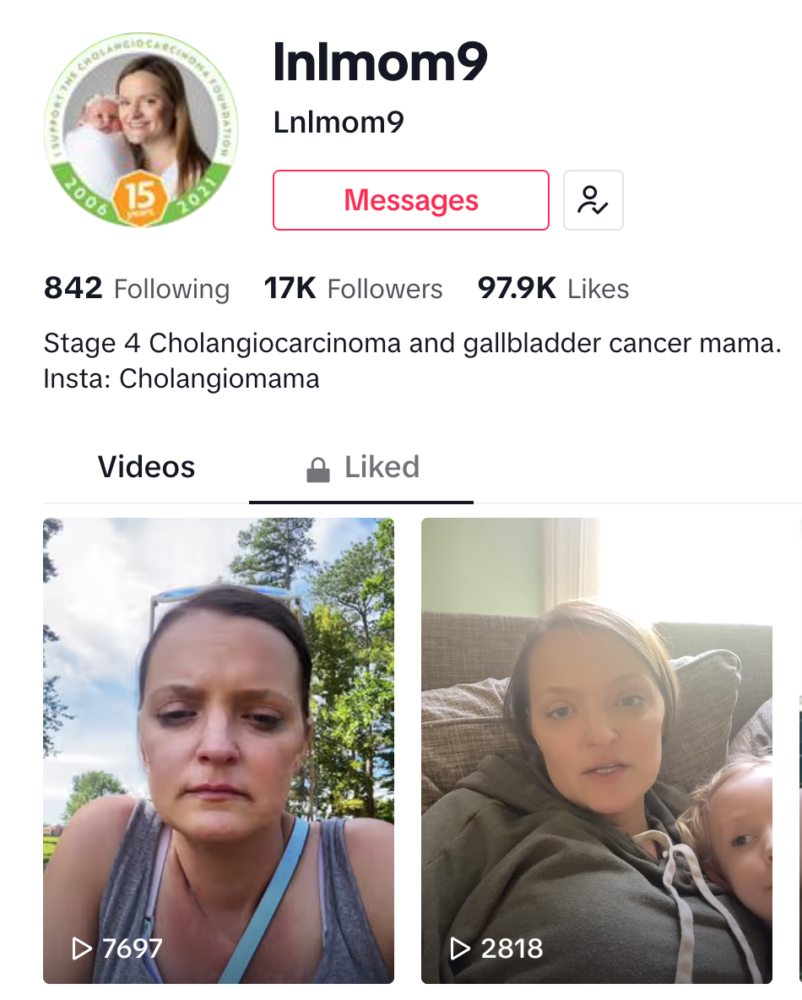 I SUPPORT THE CHOLANGIOCARCINOMA FOUNDATION
2006
15
years
2021
lnlmom9
Lnlmom9
Messages
842 Following 17K Followers 97.9K Likes
Stage 4 Cholangiocarcinoma and gallbladder cancer mama.
Insta: Cholangiomama
Videos
Liked
7697
2818